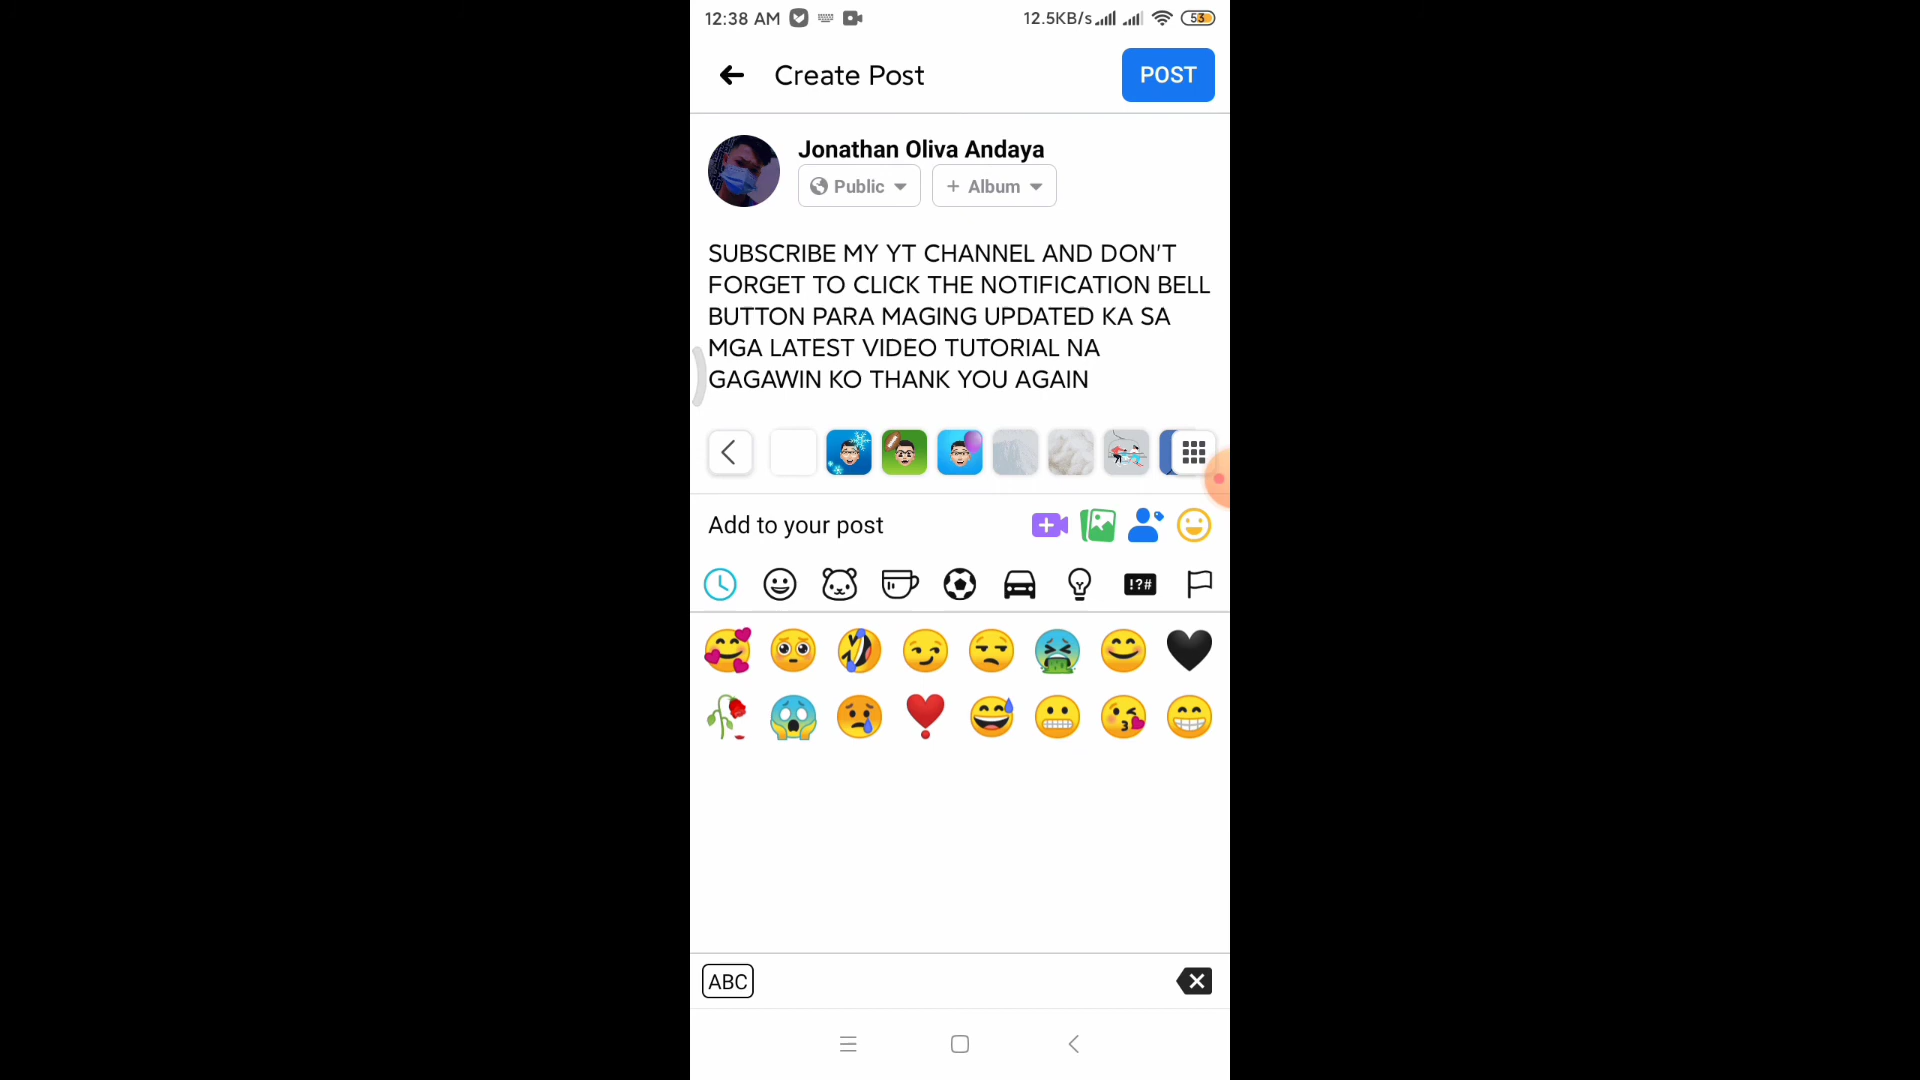 12:38 AM 12.5KB/s 53
Create Post POST
Jonathan Oliva Andaya
Public + Album
SUBSCRIBE MY YT CHANNEL AND DON'T
FORGET TO CLICK THE NOTIFICATION BELL
BUTTON PARA MAGING UPDATED KA SA
MGA LATEST VIDEO TUTORIAL NA
GAGAWIN KO THANK YOU AGAIN
Add to your post
!?#
ABC